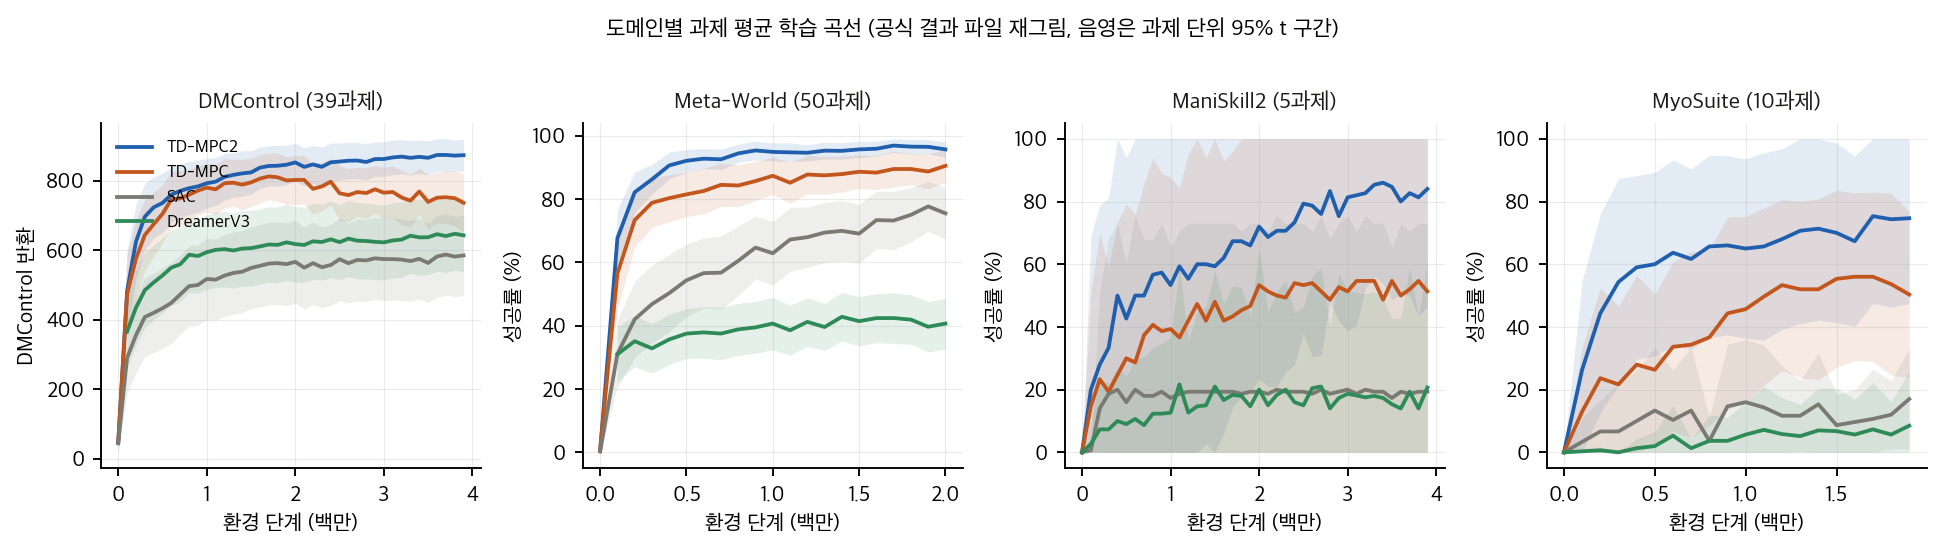 도메인별 과제 평균 학습 곡선 (공식 결과 파일 재그림, 음영은 과제 단위 95% t 구간)
DMControl (39과제)
DMControl 반환
800
600
400
200
0
TD-MPC2
TD-MPC
SAC
DreamerV3
0 1 2 3 4
환경 단계 (백만)
Meta-World (50과제)
성공률 (%)
100
80
60
40
20
0
0.0 0.5 1.0 1.5 2.0
환경 단계 (백만)
ManiSkill2 (5과제)
성공률 (%)
100
80
60
40
20
0
0 1 2 3 4
환경 단계 (백만)
MyoSuite (10과제)
성공률 (%)
100
80
60
40
20
0
0.0 0.5 1.0 1.5
환경 단계 (백만)